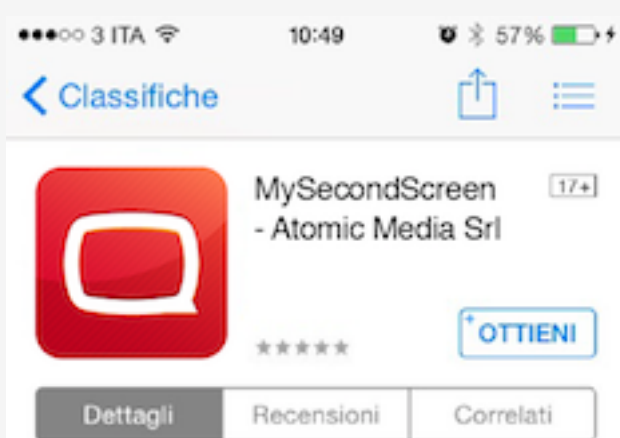 3 ITA 10:49 57%
Classifiche
MySecondScreen 17+
- Atomic Media Srl
+ OTTIENI
Dettagli Recensioni Correlati